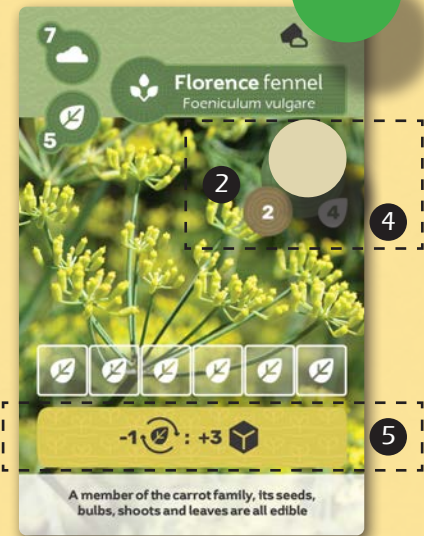 7
Florence fennel
Foeniculum vulgare
5
2
2
4
4
-1 : +3
5
A member of the carrot family, its seeds,
bulbs, shoots and leaves are all edible